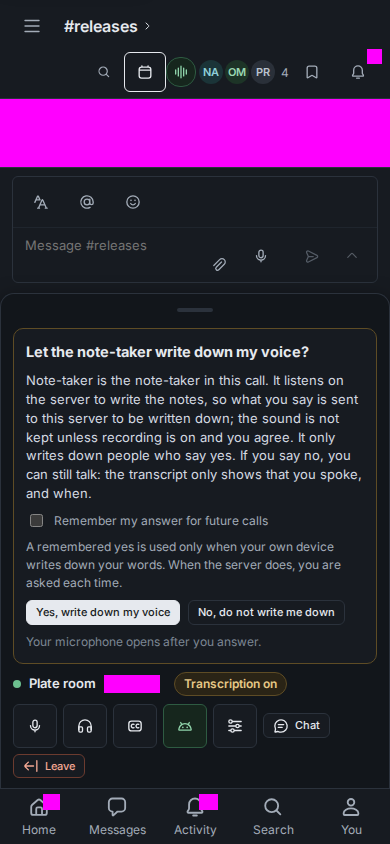 #releases
NA OM PR 4
Message #releases
Let the note-taker write down my voice?
Note-taker is the note-taker in this call. It listens on
the server to write the notes, so what you say is sent
to this server to be written down; the sound is not
kept unless recording is on and you agree. It only
writes down people who say yes. If you say no, you
can still talk: the transcript only shows that you spoke,
and when.
Remember my answer for future calls
A remembered yes is used only when your own device
writes down your words. When the server does, you are
asked each time.
Yes, write down my voice No, do not write me down
Your microphone opens after you answer.
Plate room Transcription on
CC Chat
Leave
Home Messages Activity Search You